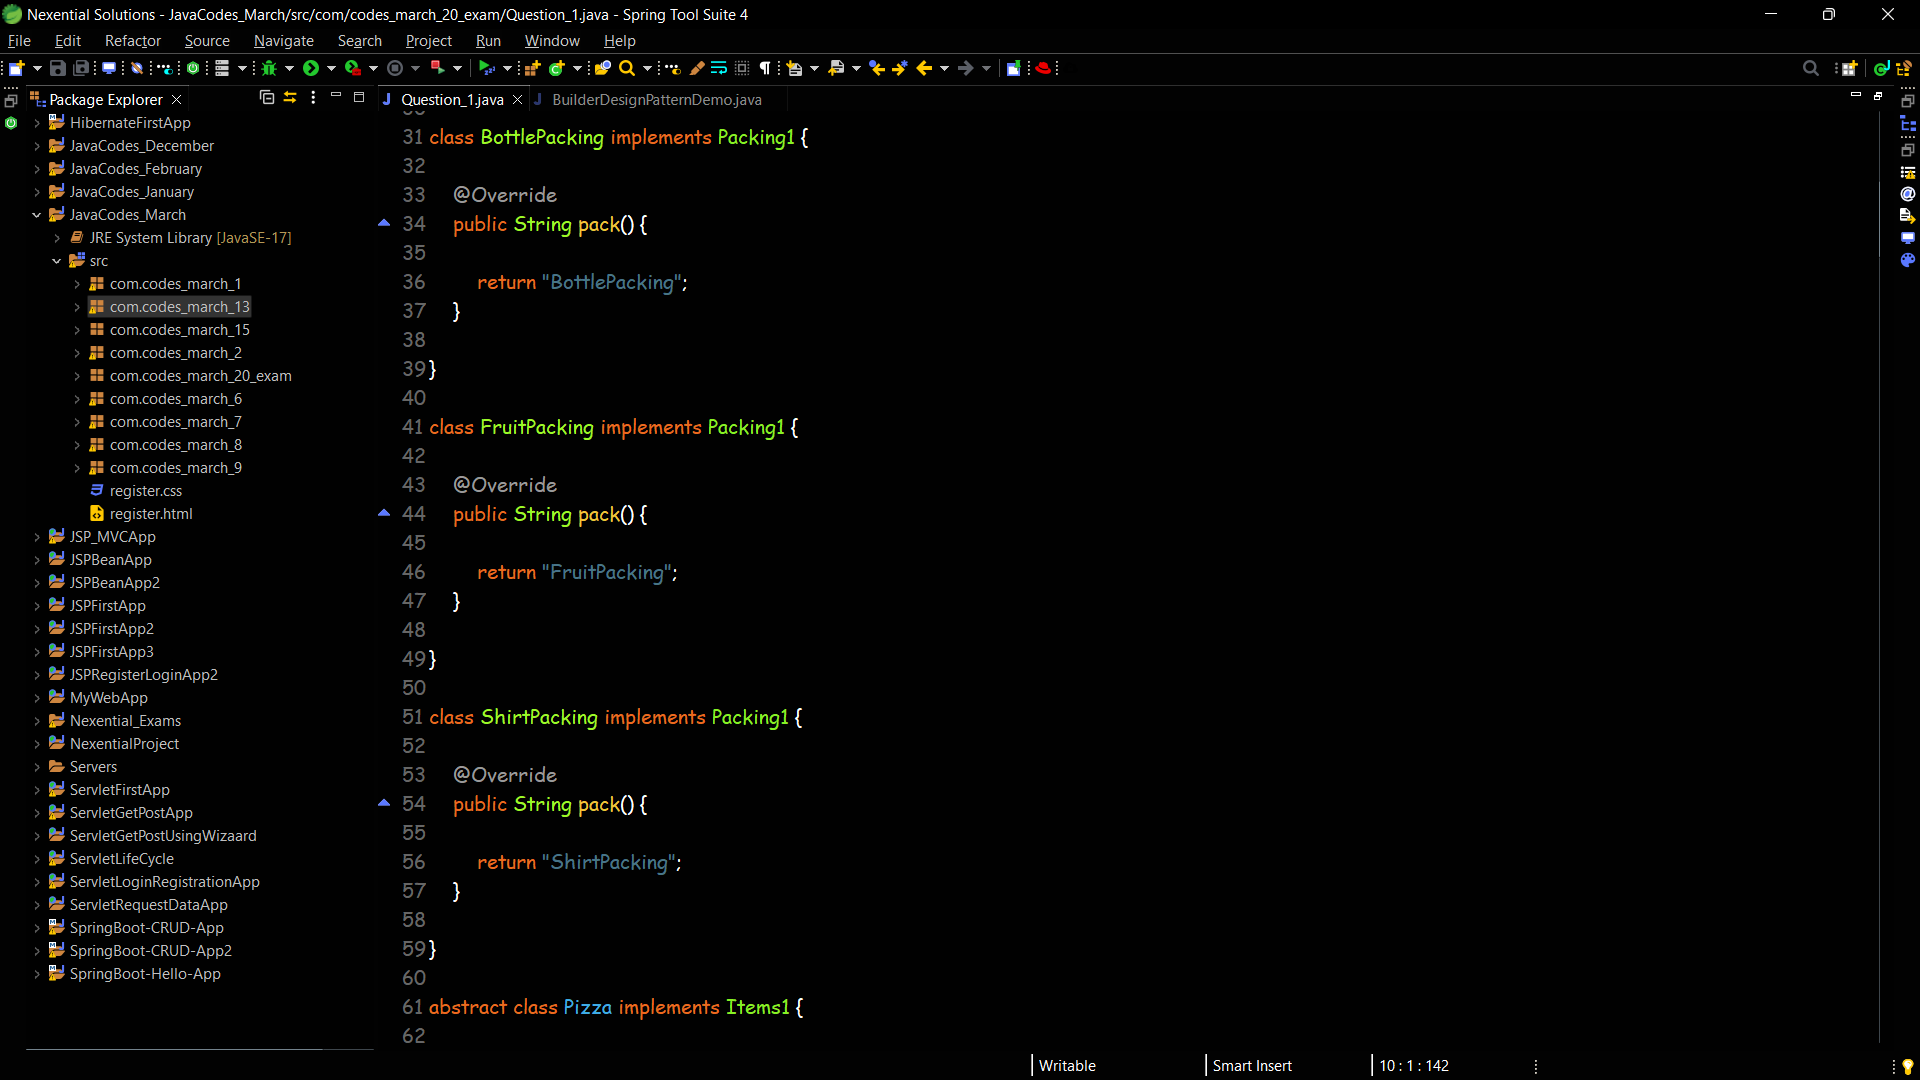 Nexential Solutions - JavaCodes_March/src/com/codes_march_20_exam/Question_1.java - Spring Tool Suite 4
File Edit Refactor Source Navigate Search Project Run Window Help
Package Explorer
HibernateFirstApp
JavaCodes_December
JavaCodes_February
JavaCodes_January
JavaCodes_March
JRE System Library [JavaSE-17]
src
com.codes_march_1
com.codes_march_13
com.codes_march_15
com.codes_march_2
com.codes_march_20_exam
com.codes_march_6
com.codes_march_7
com.codes_march_8
com.codes_march_9
register.css
register.html
JSP_MVCApp
JSPBeanApp
JSPBeanApp2
JSPFirstApp
JSPFirstApp2
JSPFirstApp3
JSPRegisterLoginApp2
MyWebApp
Nexential_Exams
NexentialProject
Servers
ServletFirstApp
ServletGetPostApp
ServletGetPostUsingWizaard
ServletLifeCycle
ServletLoginRegistrationApp
ServletRequestDataApp
SpringBoot-CRUD-App
SpringBoot-CRUD-App2
SpringBoot-Hello-App
Question_1.java BuilderDesignPatternDemo.java
31 class BottlePacking implements Packing1 {
32
33 @Override
34 public String pack() {
35
36 return "BottlePacking";
37 }
38
39 }
40
41 class FruitPacking implements Packing1 {
42
43 @Override
44 public String pack() {
45
46 return "FruitPacking";
47 }
48
49 }
50
51 class ShirtPacking implements Packing1 {
52
53 @Override
54 public String pack() {
55
56 return "ShirtPacking";
57 }
58
59 }
60
61 abstract class Pizza implements Items1 {
62
Writable Smart Insert 10 : 1 : 142